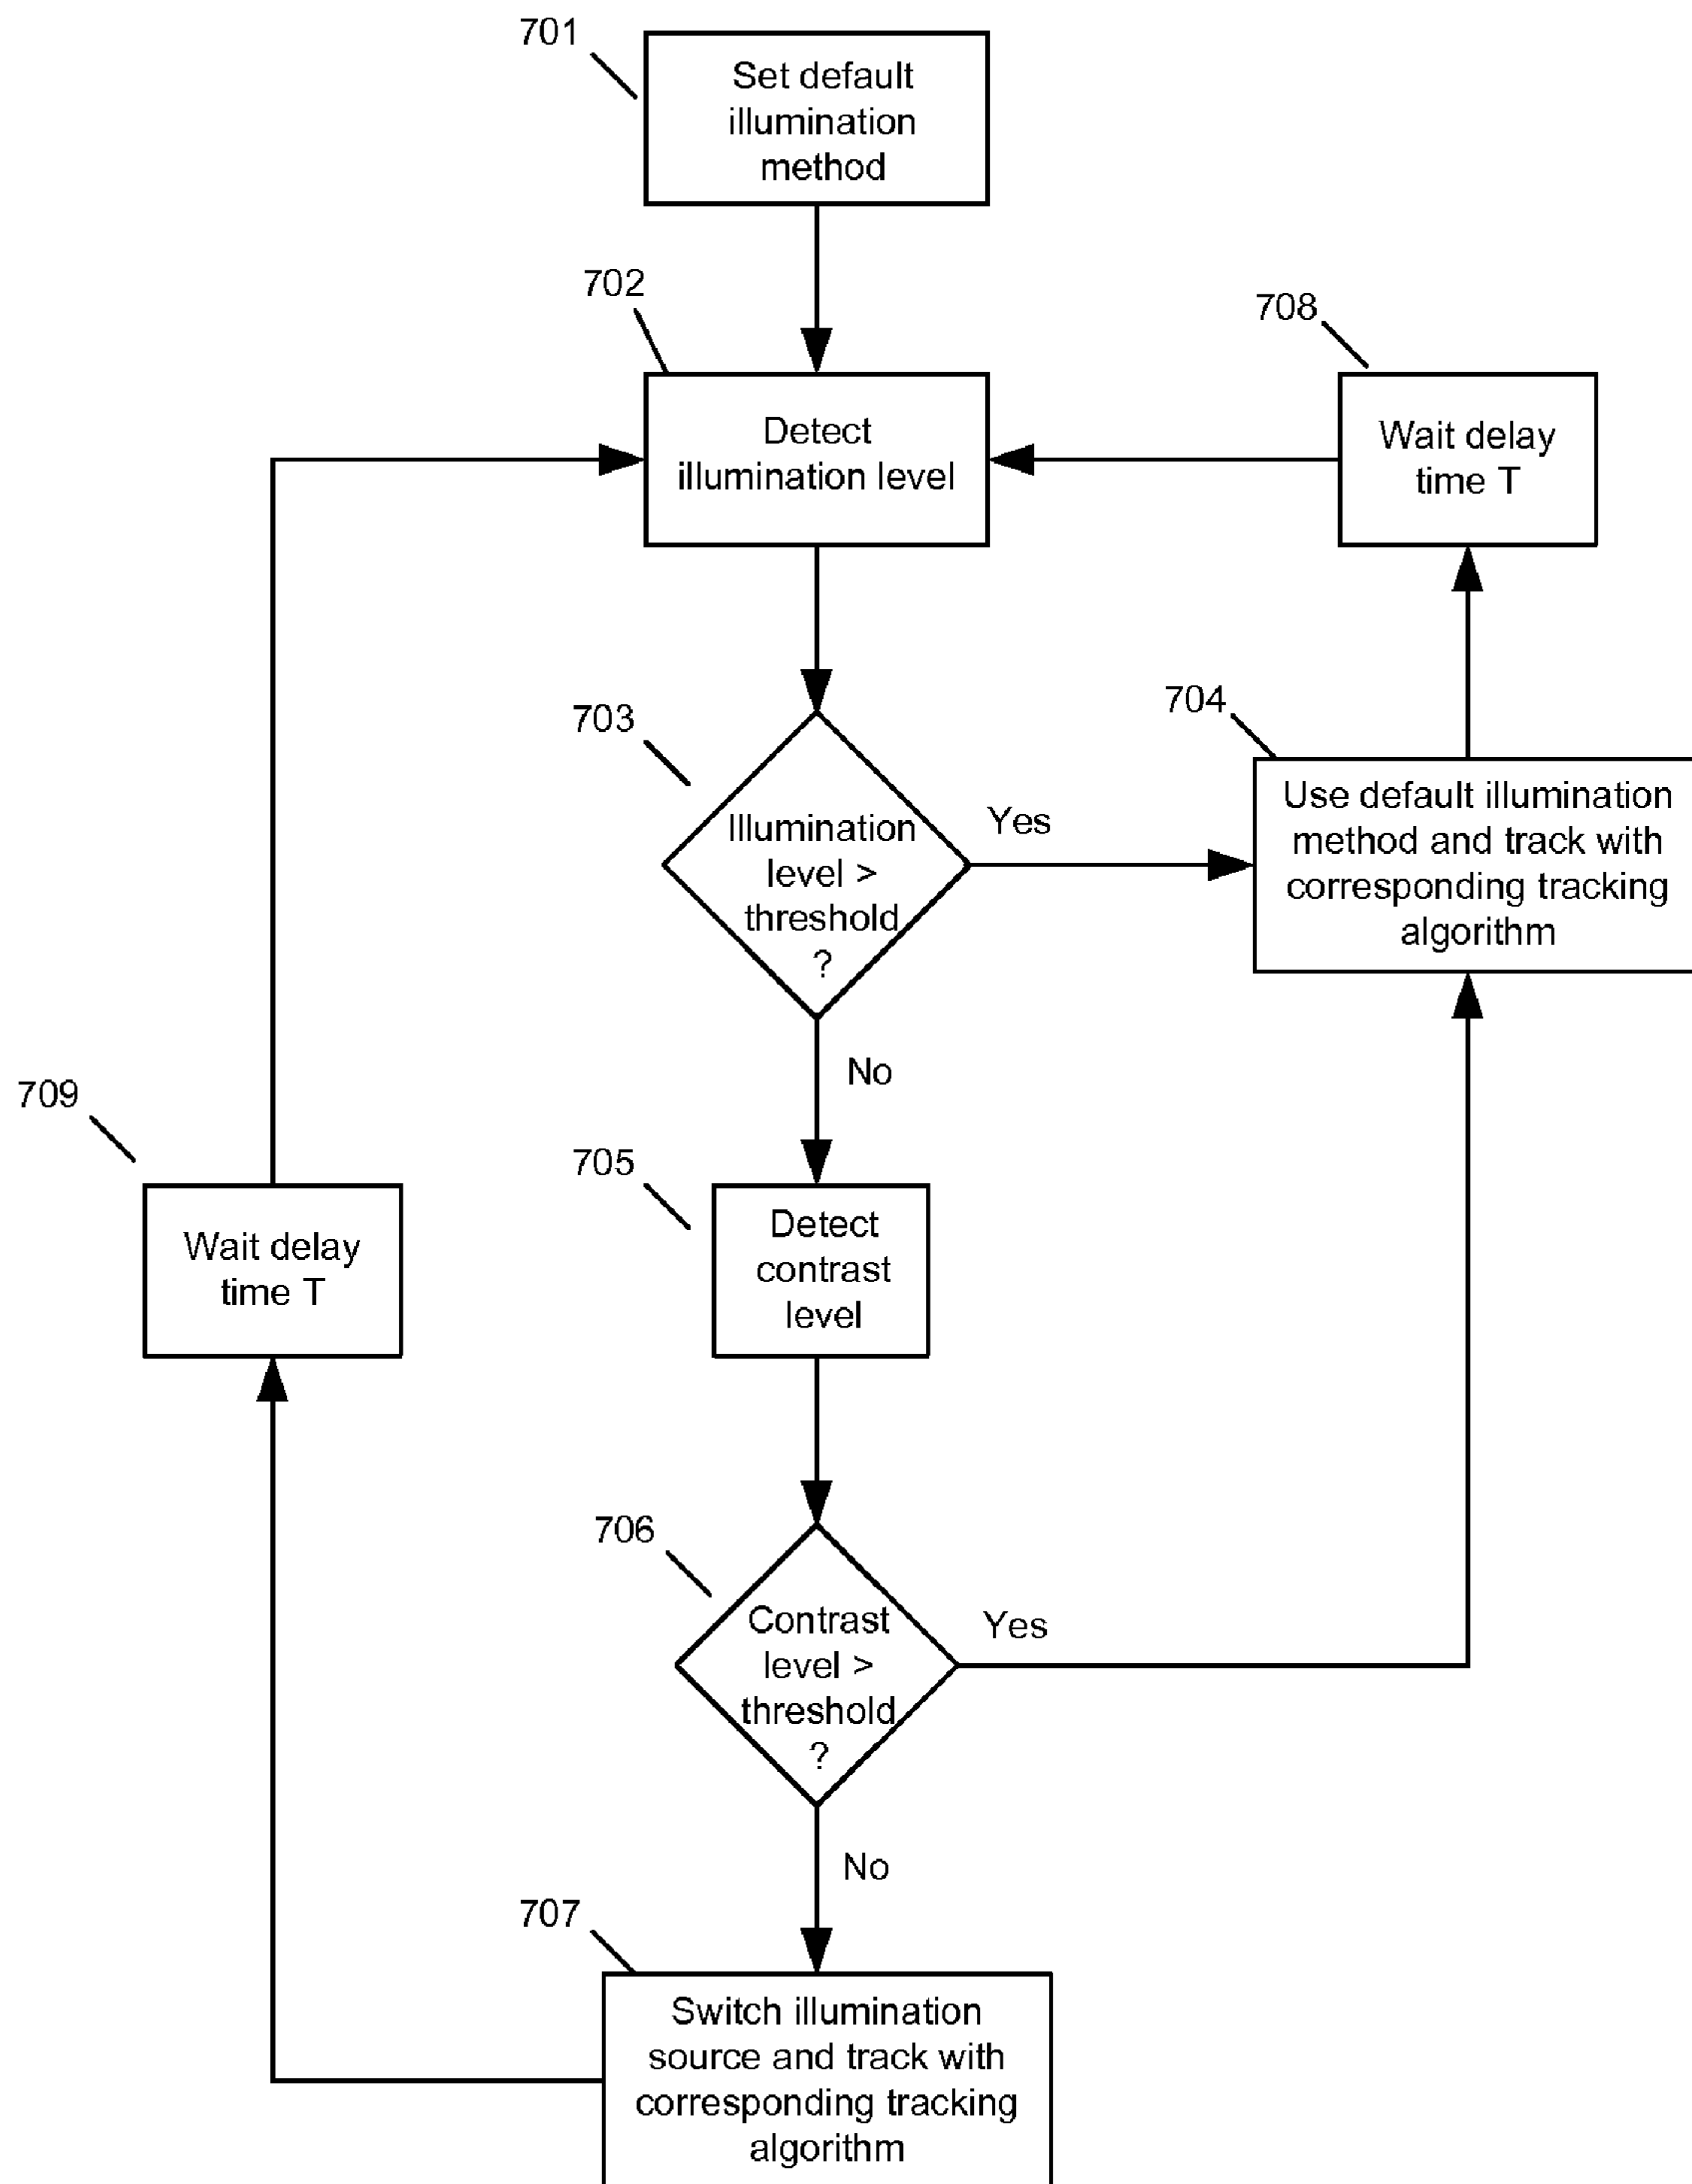 701
Set default
illumination
method
702
Detect
illumination level
708
Wait delay
time T
703
Illumination
level >
threshold
?
Yes
704
Use default illumination
method and track with
corresponding tracking
algorithm
No
709
Wait delay
time T
705
Detect
contrast
level
706
Contrast
level >
threshold
?
Yes
No
707
Switch illumination
source and track with
corresponding tracking
algorithm